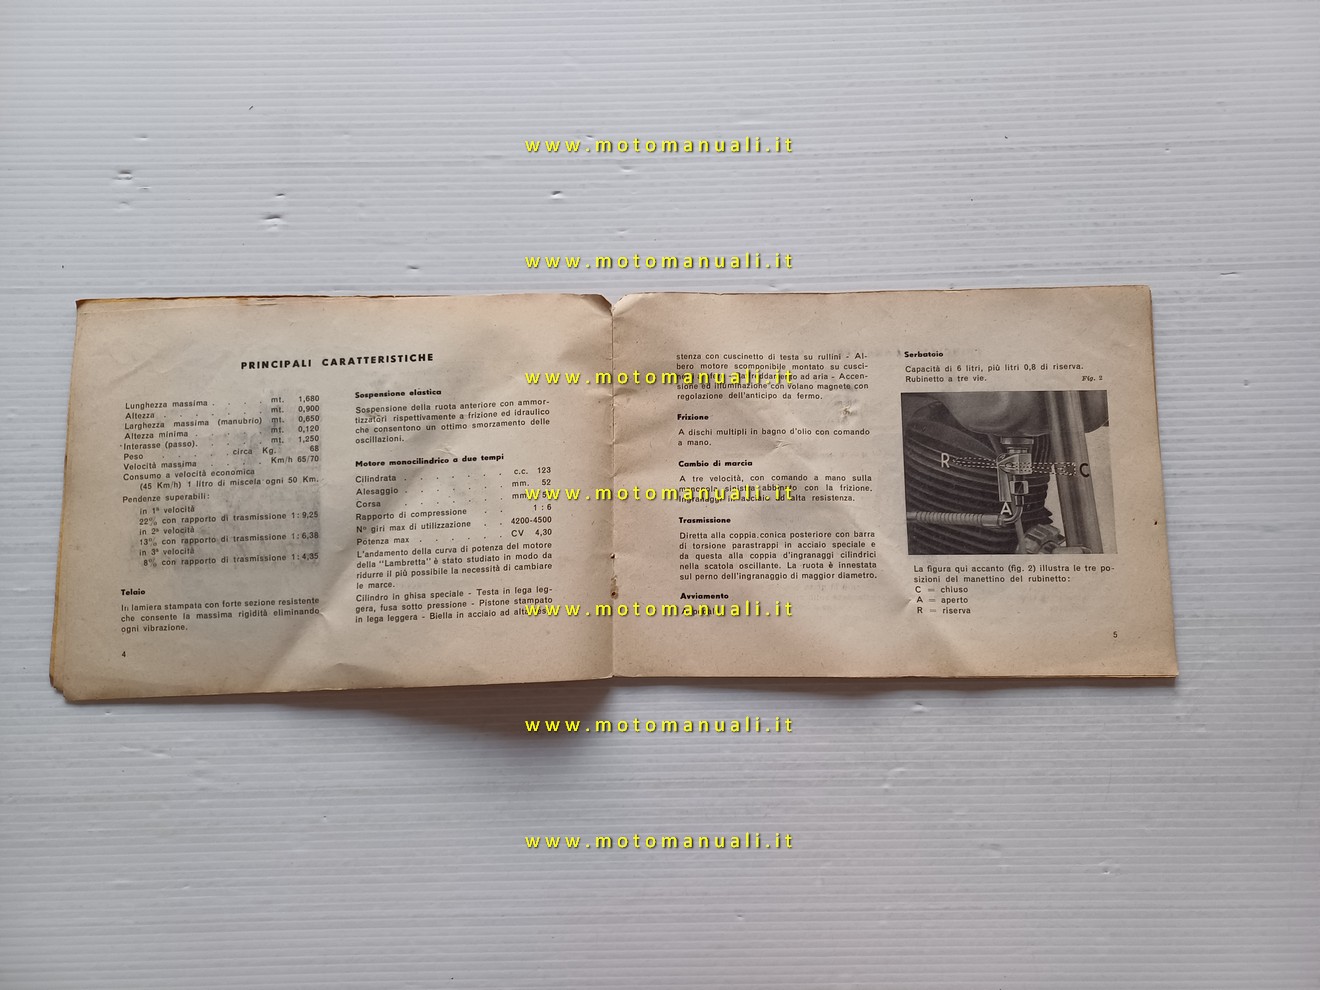 www.motomanuali.it
www.motomanuali.it
PRINCIPALI CARATTERISTICHE
Lunghezza massima . . . . . mt. 1,680
Altezza . . . . . . . mt. 0,900
Larghezza massima (manubrio) mt. 0,650
Altezza minima . . . . . mt. 0,120
Interasse (passo). . . . . mt. 1,250
Peso . . . . . circa Kg. 68
Velocità massima . . . . Km/h 65/70
Consumo a velocità economica
(45 Km/h) 1 litro di miscela ogni 50 Km.
Pendenze superabili:
in 1ª velocità
22% con rapporto di trasmissione 1:9,25
in 2ª velocità
13% con rapporto di trasmissione 1:6,38
in 3ª velocità
8% con rapporto di trasmissione 1:4,35
Telaio
In lamiera stampata con forte sezione resistente
che consente la massima rigidità eliminando
ogni vibrazione.
4
Sospensione elastica
Sospensione della ruota anteriore con ammor-
tizzatori rispettivamente a frizione ed idraulico
che consentono un ottimo smorzamento delle
oscillazioni.
Motore monocilindrico a due tempi
Cilindrata . . . . . . c.c. 123
Alesaggio . . . . . . mm. 52
Corsa . . . . . . mm.
Rapporto di compressione . . 1 : 6
Nº giri max di utilizzazione . . 4200-4500
Potenza max . . . . . CV 4,30
L'andamento della curva di potenza del motore
della "Lambretta" è stato studiato in modo da
ridurre il più possibile la necessità di cambiare
le marce.
Cilindro in ghisa speciale - Testa in lega leg-
gera, fusa sotto pressione - Pistone stampato
in lega leggera - Biella in acciaio ad alta resi-
stenza con cuscinetto di testa su rullini - Al-
bero motore scomponibile montato su cusci-
ad aria - Accen-
sione ed illuminazione con volano magnete con
regolazione dell'anticipo da fermo.
Frizione
A dischi multipli in bagno d'olio con comando
a mano.
Cambio di marcia
A tre velocità, con comando a mano sulla
manopola sinistra abbinato con la frizione.
Ingranaggi in acciaio ad alta resistenza.
Trasmissione
Diretta alla coppia conica posteriore con barra
di torsione parastrappi in acciaio speciale e
da questa alla coppia d'ingranaggi cilindrici
nella scatola oscillante. La ruota è innestata
sul perno dell'ingranaggio di maggior diametro.
Avviamento
Serbatoio
Capacità di 6 litri, più litri 0,8 di riserva.
Rubinetto a tre vie.
Fig. 2
R
C
A
La figura qui accanto (fig. 2) illustra le tre po-
sizioni del manettino del rubinetto:
C = chiuso
A = aperto
R = riserva
5
www.motomanuali.it
www.motomanuali.it
www.motomanuali.it
www.motomanuali.it
www.motomanuali.it